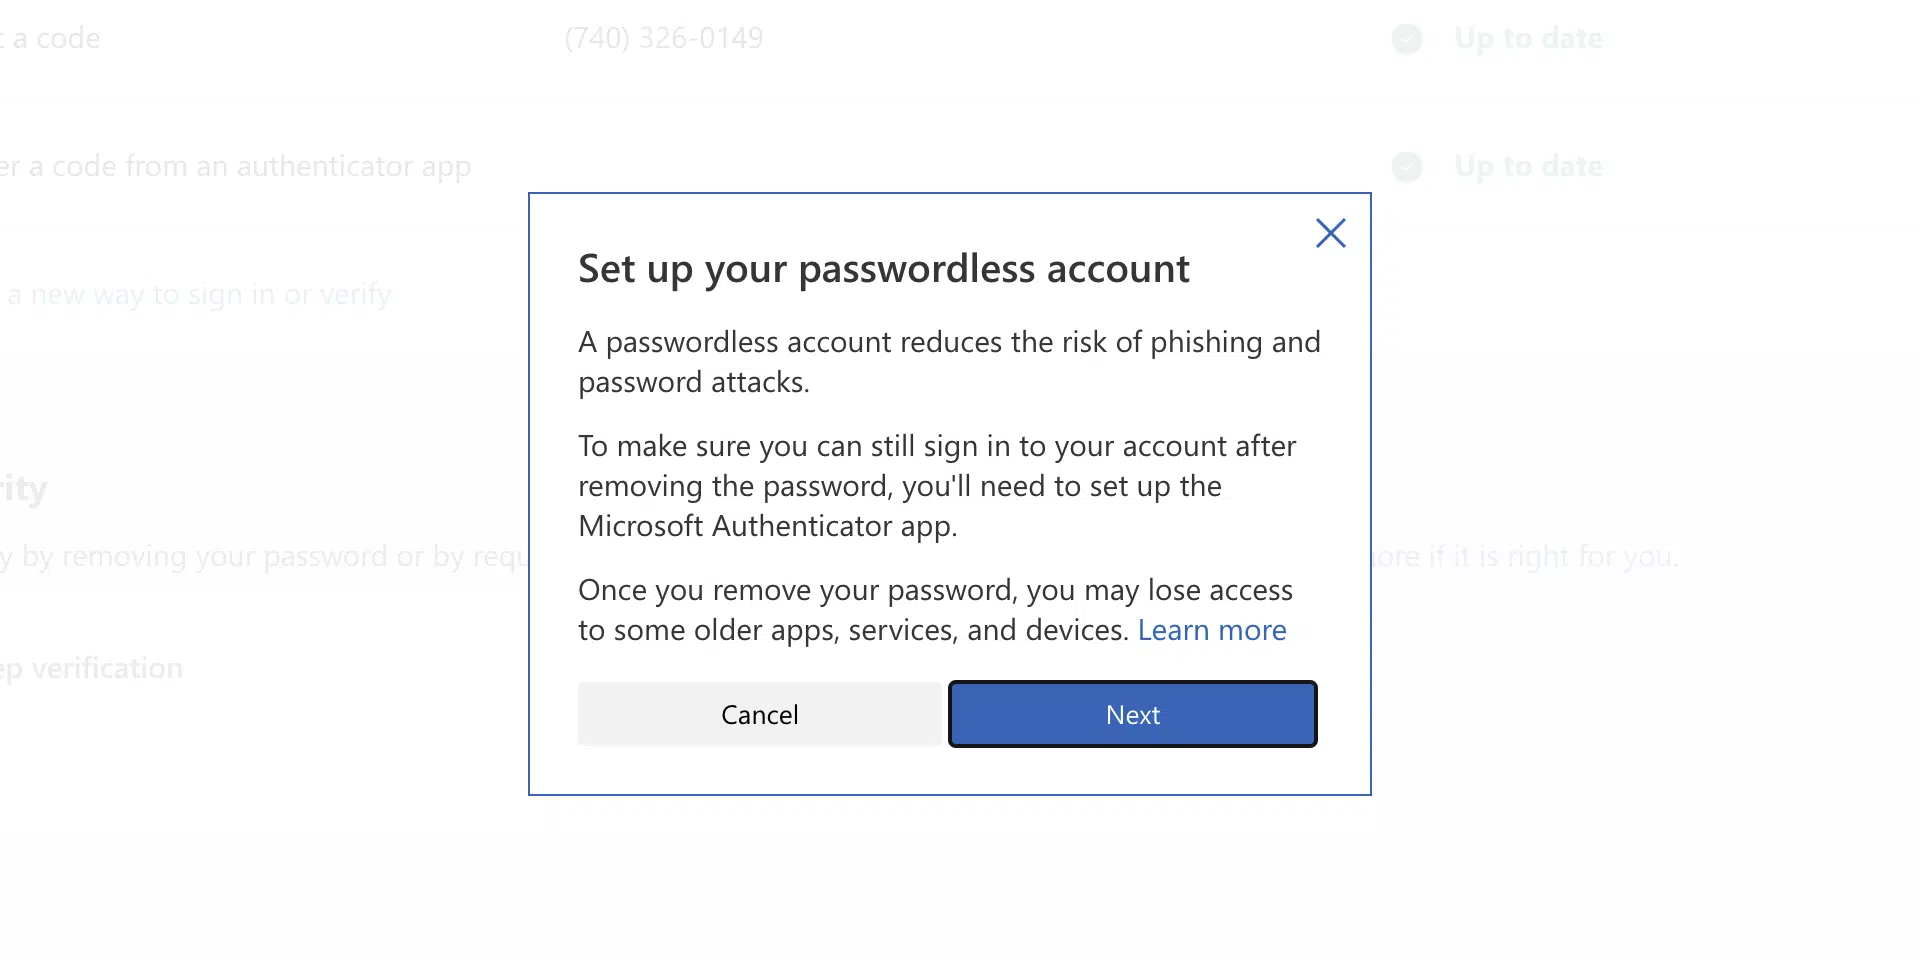 a code
(740) 326-0149
Up to date
er a code from an authenticator app
Up to date
a new way to sign in or verify
Set up your passwordless account
A passwordless account reduces the risk of phishing and
password attacks.
To make sure you can still sign in to your account after
removing the password, you'll need to set up the
Microsoft Authenticator app.
Once you remove your password, you may lose access
to some older apps, services, and devices. Learn more
Cancel
Next
rity
y by removing your password or by requ
ore if it is right for you.
ep verification